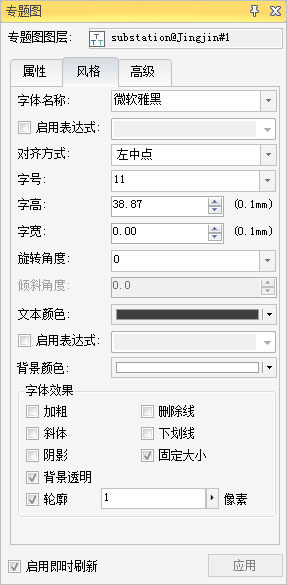 专题图
专题图图层: substation@Jingjin#1
属性 风格 高级
字体名称: 微软雅黑
启用表达式:
对齐方式: 左中点
字号: 11
字高: 38.87 (0.1mm)
字宽: 0.00 (0.1mm)
旋转角度: 0
倾斜角度: 0.0
文本颜色:
启用表达式:
背景颜色:
字体效果
加粗 删除线
斜体 下划线
阴影 固定大小
背景透明
轮廓 1 像素
启用即时刷新 应用